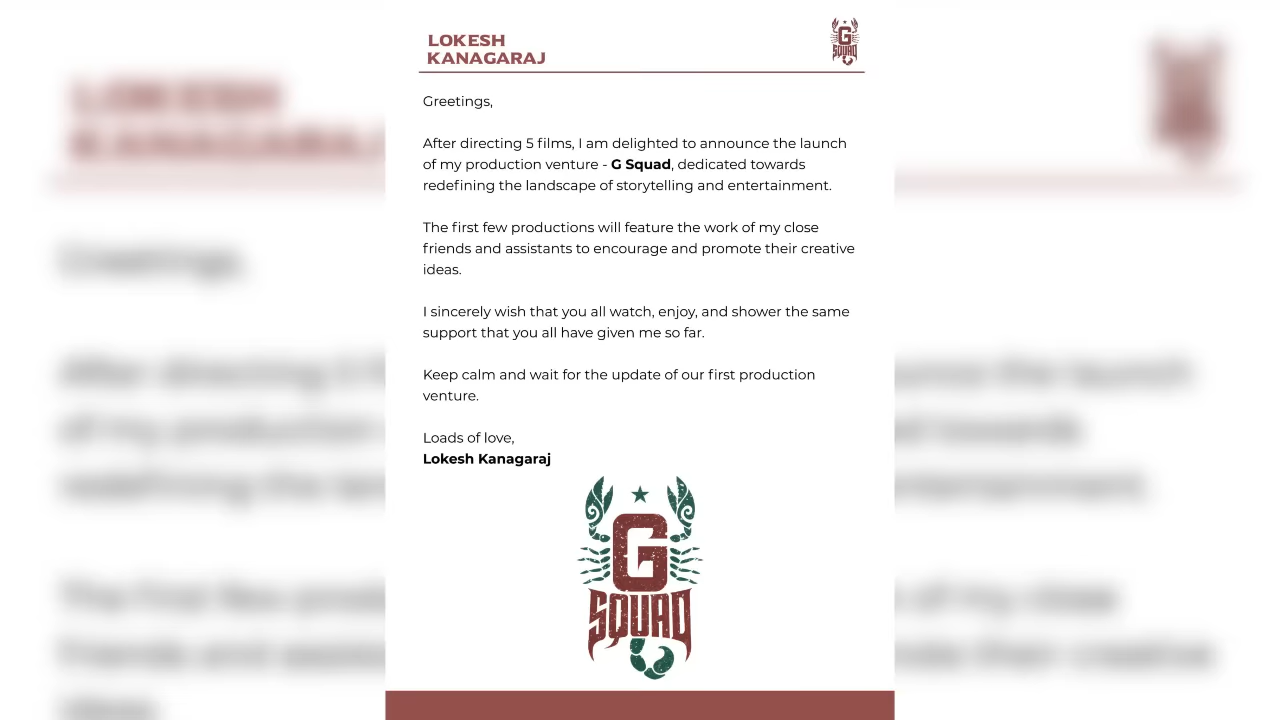 LOKESH
KANAGARAJ
G
SQUAD
Greetings,
After directing 5 films, I am delighted to announce the launch
of my production venture - G Squad, dedicated towards
redefining the landscape of storytelling and entertainment.
The first few productions will feature the work of my close
friends and assistants to encourage and promote their creative
ideas.
I sincerely wish that you all watch, enjoy, and shower the same
support that you all have given me so far.
Keep calm and wait for the update of our first production
venture.
Loads of love,
Lokesh Kanagaraj
G
SQUAD